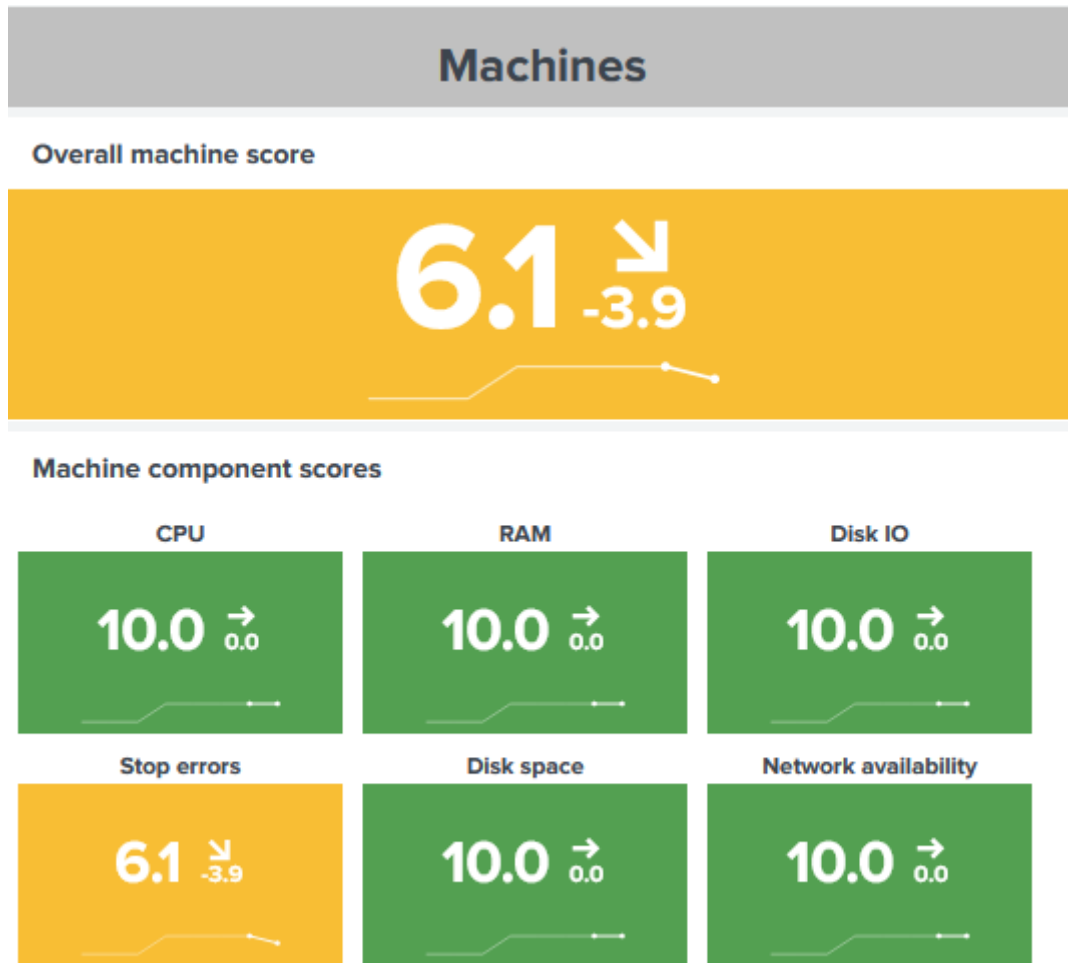 Machines
Overall machine score
6.1
-3.9
Machine component scores
CPU RAM Disk IO
10.0 0.0 10.0 0.0 10.0 0.0
Stop errors Disk space Network availability
6.1 -3.9 10.0 0.0 10.0 0.0